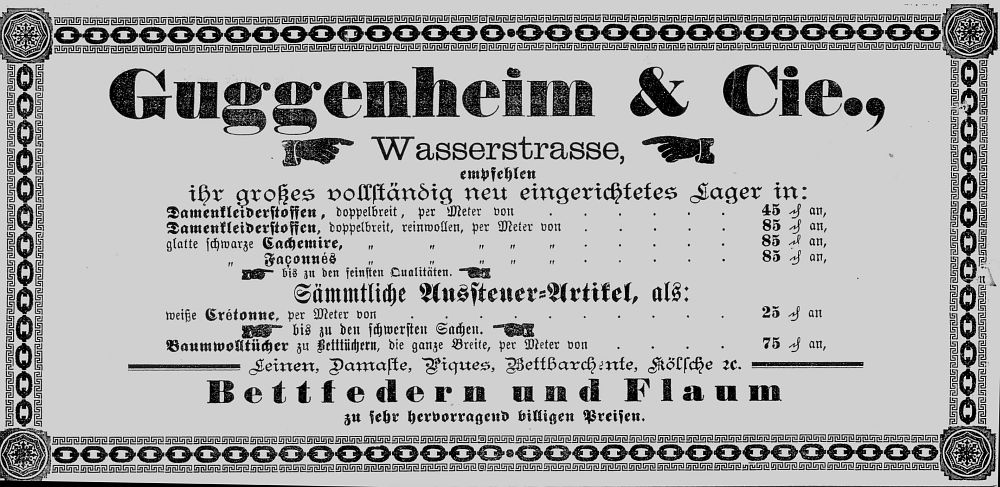 Guggenheim & Cie.,
Wasserstrasse,
empfehlen
ihr großes vollständig neu eingerichtetes Lager in:
Damenkleiderstoffen, doppelbreit, per Meter von . . . . . . 45 ₰ an,
Damenkleiderstoffen, doppelbreit, reinwollen, per Meter von . . . . . 85 ₰ an,
glatte schwarze Cachemire, „ „ „ „ „ . . . . . 85 ₰ an,
„ Façonnés „ „ „ „ „ . . . . . 85 ₰ an,
bis zu den feinsten Qualitäten.
Sämmtliche Aussteuer-Artikel, als:
weiße Crétonne, per Meter von . . . . . . . . . 25 ₰ an
bis zu den schwersten Sachen.
Baumwolltücher zu Betttüchern, die ganze Breite, per Meter von . . . . 75 ₰ an,
Leinen, Damaste, Piques, Bettbarchente, Kölsche ꝛc.
Bettfedern und Flaum
zu sehr hervorragend billigen Preisen.